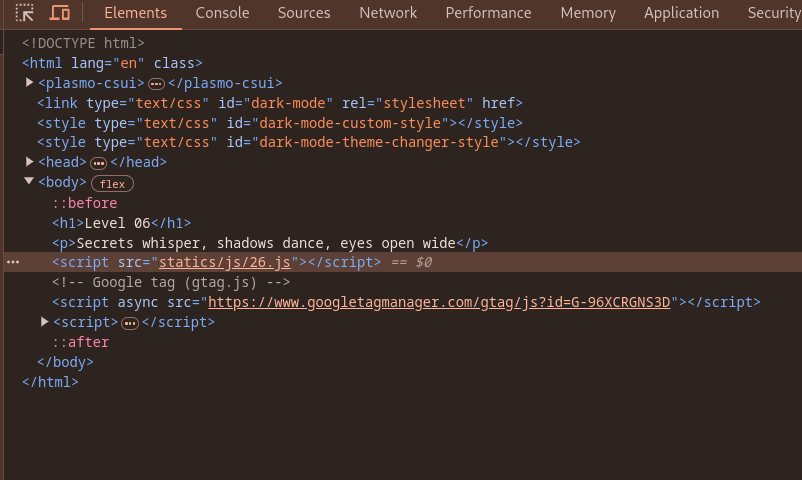 Elements Console Sources Network Performance Memory Application Security
<!DOCTYPE html>
<html lang="en" class>
<plasmo-csui> ••• </plasmo-csui>
<link type="text/css" id="dark-mode" rel="stylesheet" href>
<style type="text/css" id="dark-mode-custom-style"></style>
<style type="text/css" id="dark-mode-theme-changer-style"></style>
<head> ••• </head>
<body> flex
::before
<h1>Level 06</h1>
<p>Secrets whisper, shadows dance, eyes open wide</p>
••• <script src="statics/js/26.js"></script> == $0
<!-- Google tag (gtag.js) -->
<script async src="https://www.googletagmanager.com/gtag/js?id=G-96XCRGNS3D"></script>
<script> ••• </script>
::after
</body>
</html>